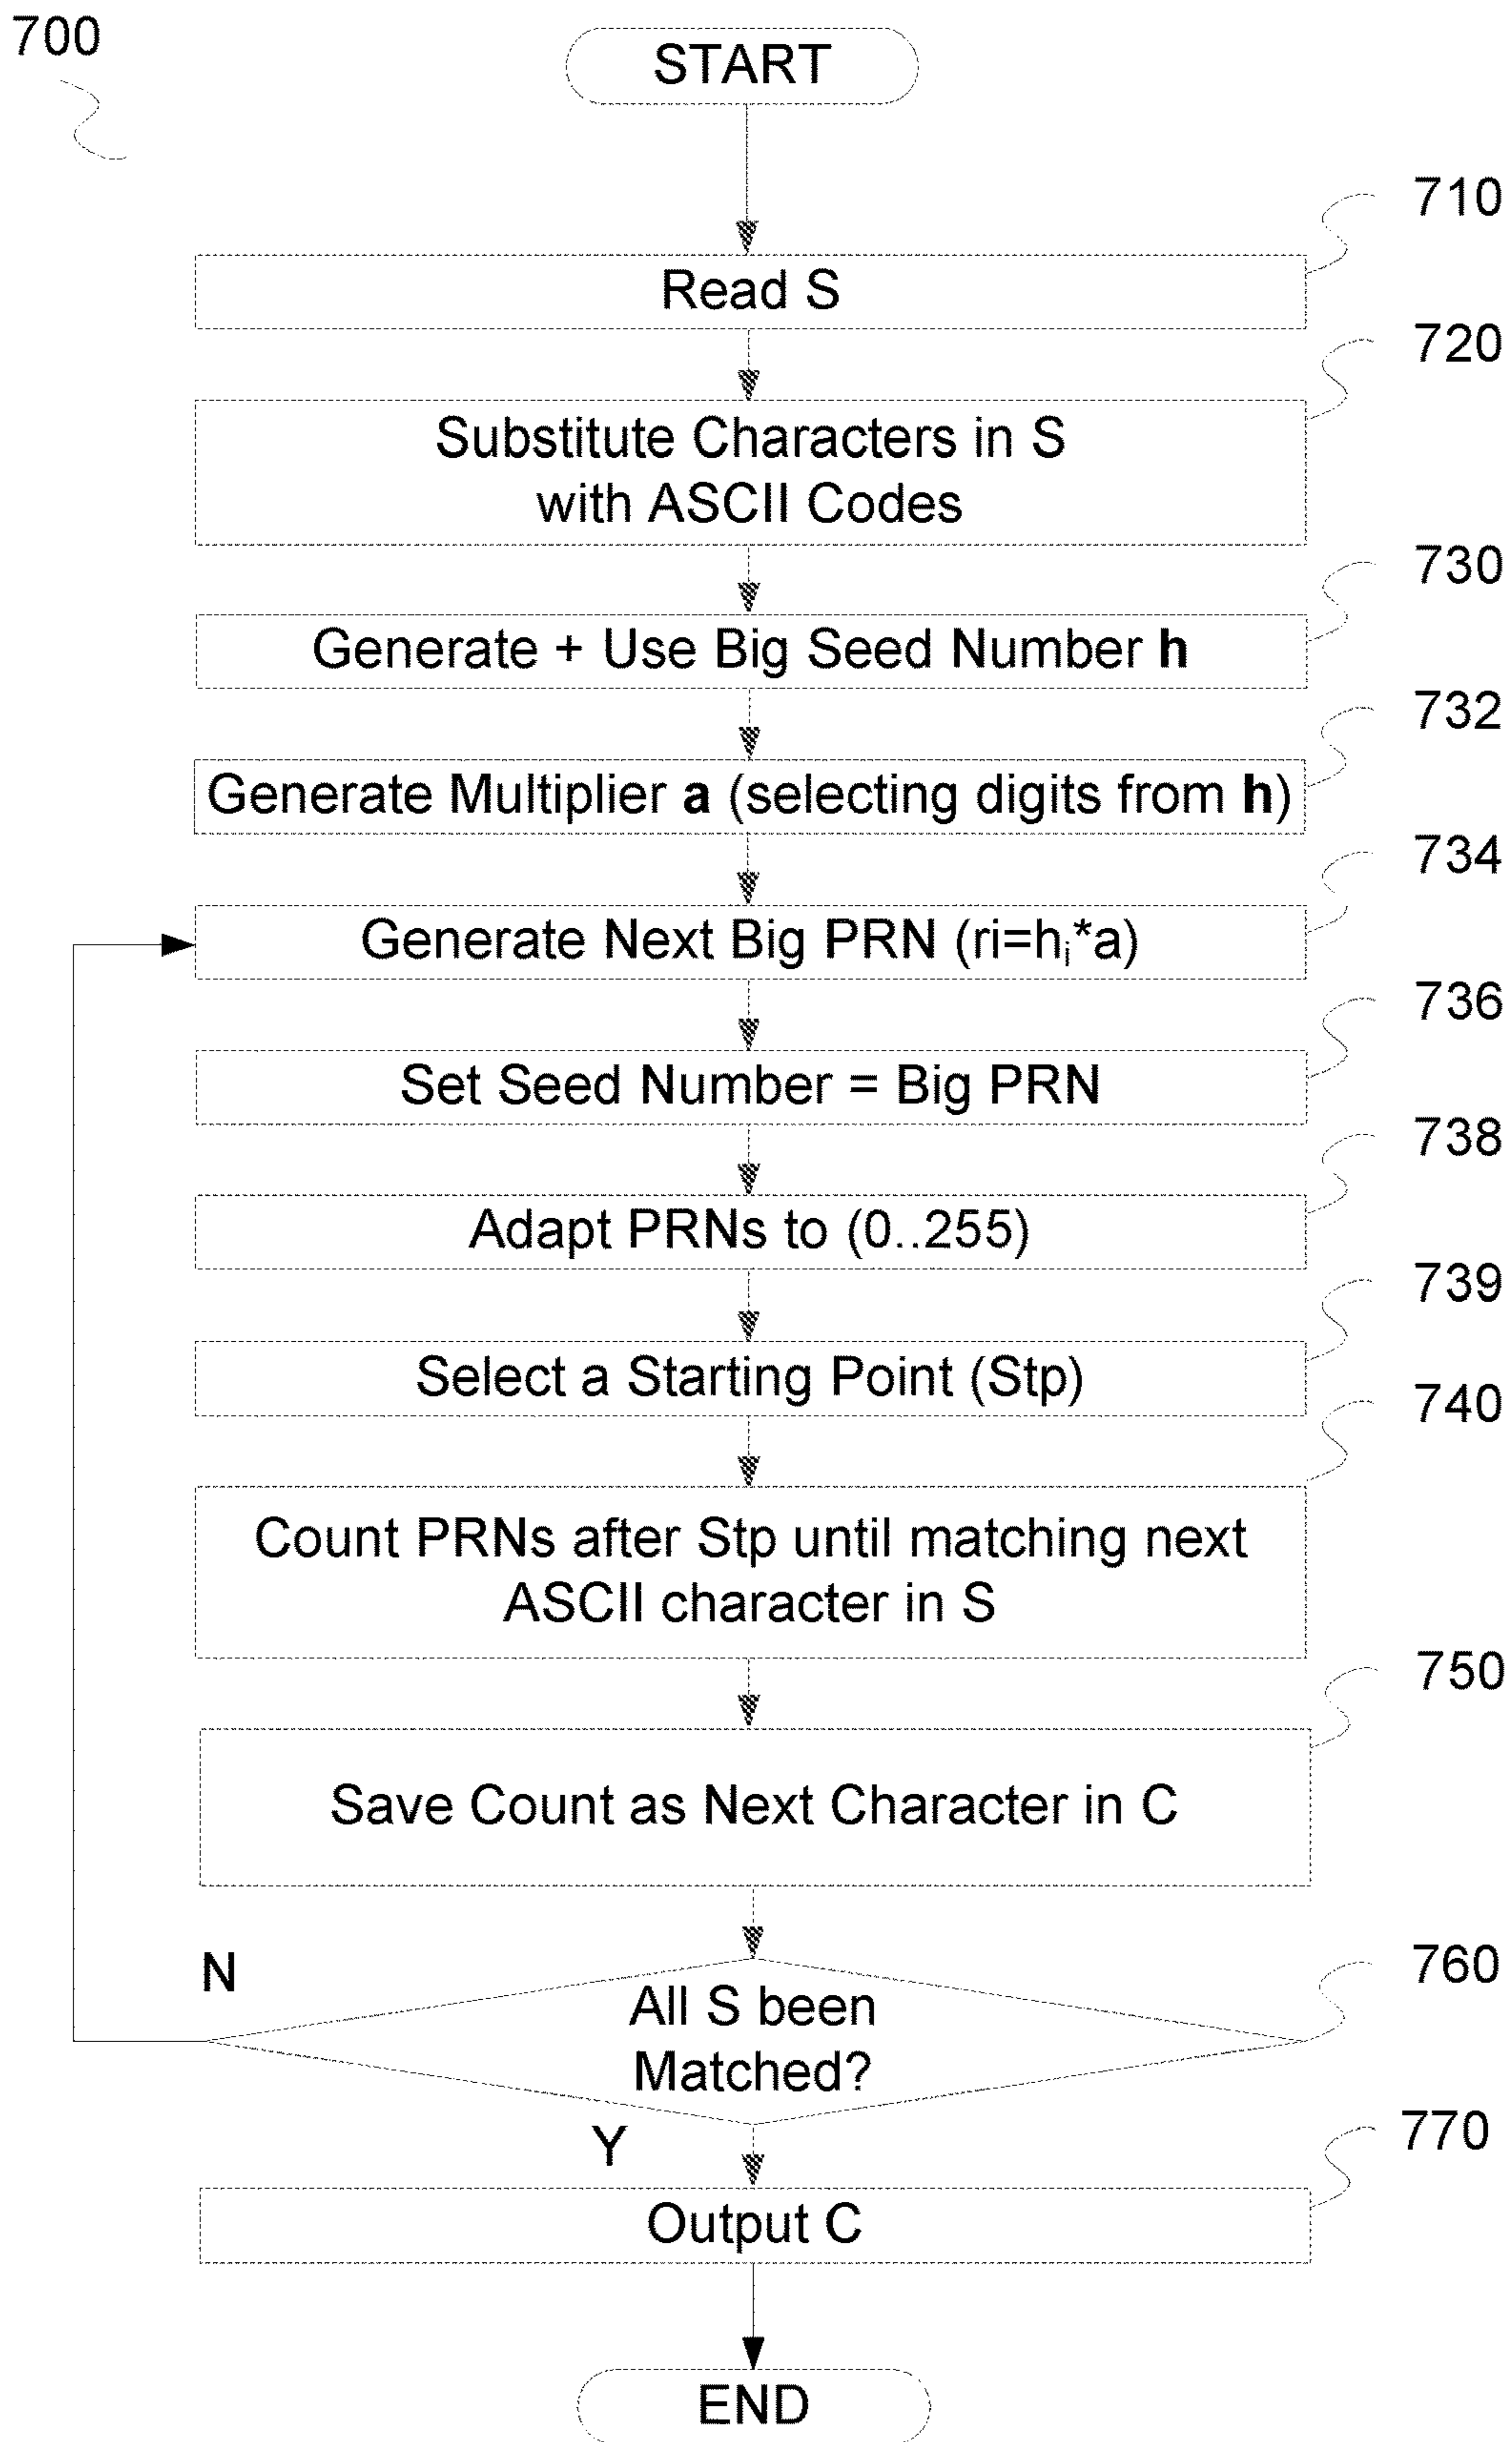 700
START
710
Read S
720
Substitute Characters in S
with ASCII Codes
730
Generate + Use Big Seed Number h
732
Generate Multiplier a (selecting digits from h)
734
Generate Next Big PRN (ri=hᵢ*a)
736
Set Seed Number = Big PRN
738
Adapt PRNs to (0..255)
739
Select a Starting Point (Stp)
740
Count PRNs after Stp until matching next
ASCII character in S
750
Save Count as Next Character in C
760
N
All S been
Matched?
Y
770
Output C
END